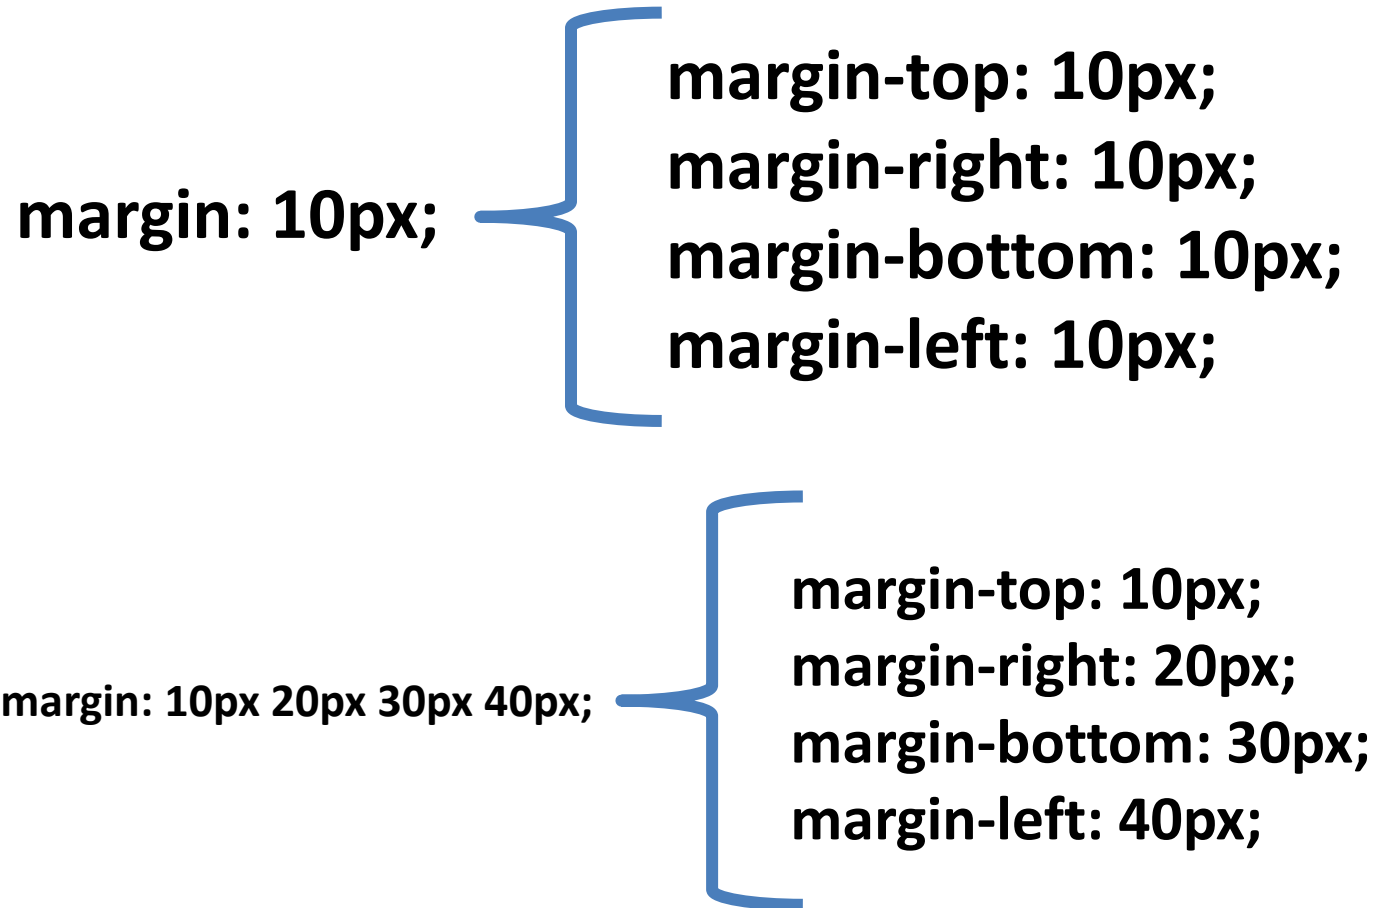 margin: 10px;
margin-top: 10px;
margin-right: 10px;
margin-bottom: 10px;
margin-left: 10px;
margin: 10px 20px 30px 40px;
margin-top: 10px;
margin-right: 20px;
margin-bottom: 30px;
margin-left: 40px;